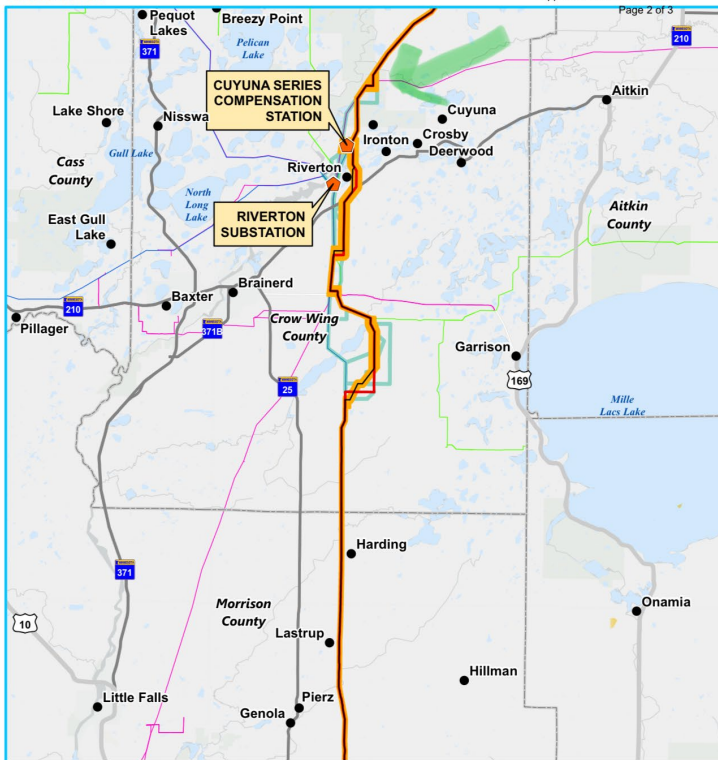 Page 2 of 3
Pequot
Lakes
Breezy Point
371
Pelican
Lake
210
CUYUNA SERIES
COMPENSATION
STATION
Aitkin
Lake Shore
Nisswa
Cuyuna
Crosby
Ironton
Deerwood
Gull Lake
Cass
County
Riverton
North
Long
Lake
Aitkin
County
East Gull
Lake
RIVERTON
SUBSTATION
Brainerd
Baxter
210
Pillager
371B
Crow Wing
County
Garrison
169
25
Mille
Lacs Lake
Harding
371
Morrison
County
Onamia
10
Lastrup
Hillman
Little Falls
Pierz
Genola